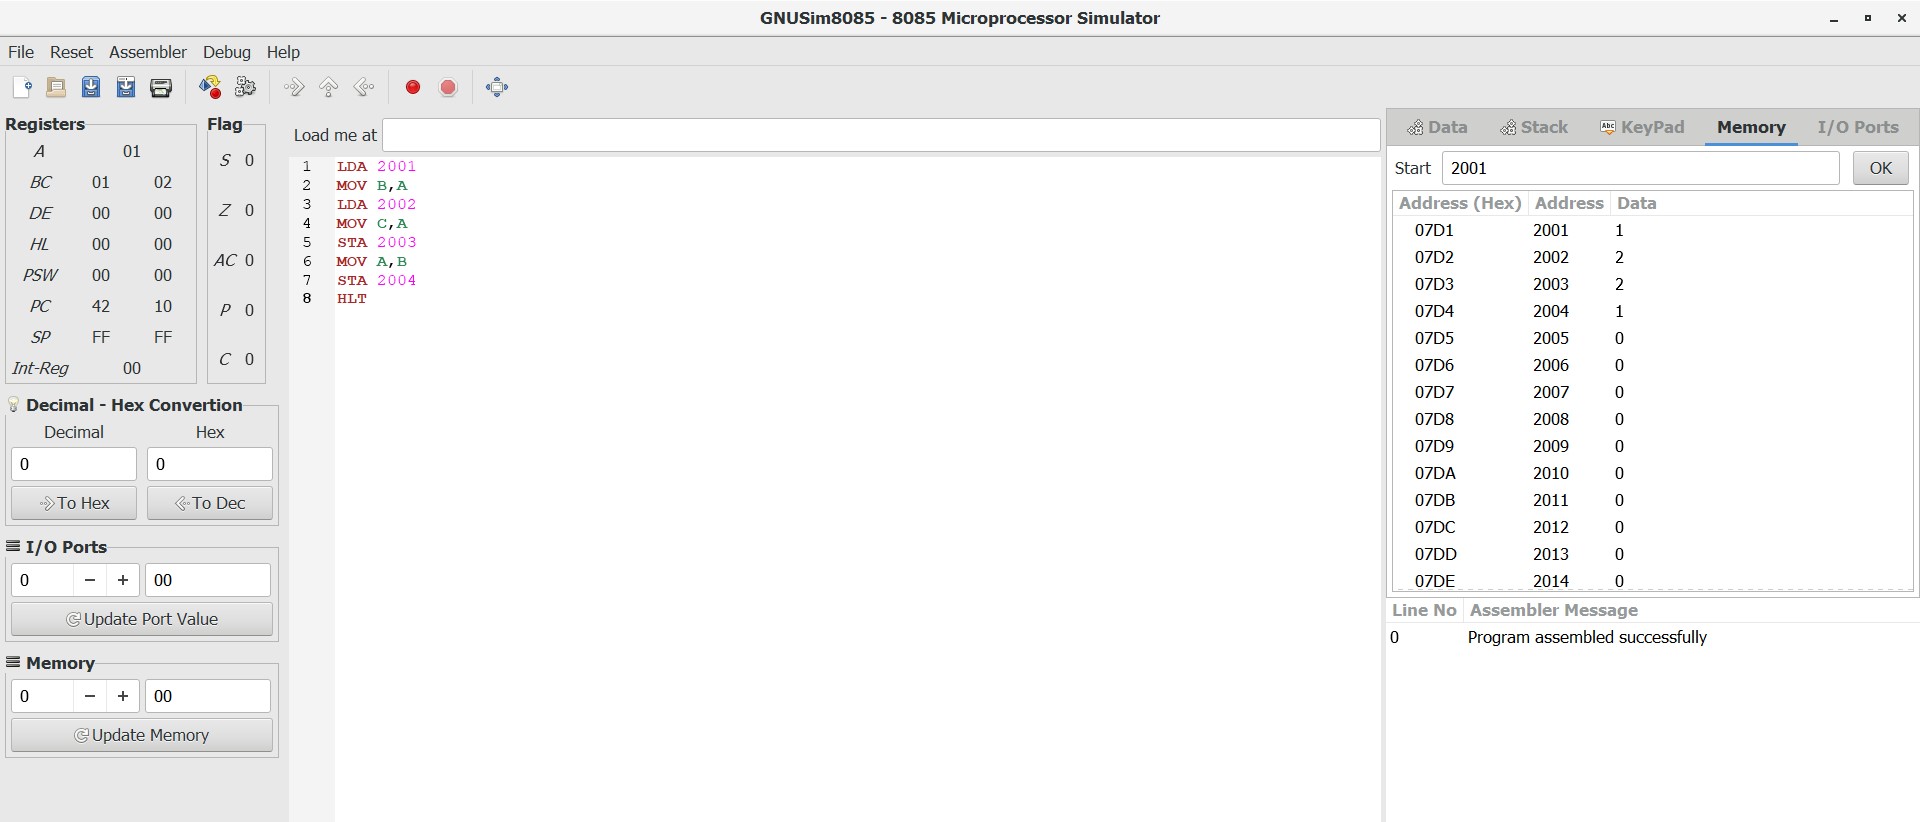 GNUSim8085 - 8085 Microprocessor Simulator
File Reset Assembler Debug Help
Registers
A 01
BC 01 02
DE 00 00
HL 00 00
PSW 00 00
PC 42 10
SP FF FF
Int-Reg 00
Flag
S 0
Z 0
AC 0
P 0
C 0
Decimal - Hex Convertion
Decimal Hex
0 0
To Hex To Dec
I/O Ports
0 − + 00
Update Port Value
Memory
0 − + 00
Update Memory
Load me at
1 LDA 2001
2 MOV B,A
3 LDA 2002
4 MOV C,A
5 STA 2003
6 MOV A,B
7 STA 2004
8 HLT
Data Stack Abc KeyPad Memory I/O Ports
Start 2001 OK
Address (Hex) Address Data
07D1 2001 1
07D2 2002 2
07D3 2003 2
07D4 2004 1
07D5 2005 0
07D6 2006 0
07D7 2007 0
07D8 2008 0
07D9 2009 0
07DA 2010 0
07DB 2011 0
07DC 2012 0
07DD 2013 0
07DE 2014 0
Line No Assembler Message
0 Program assembled successfully